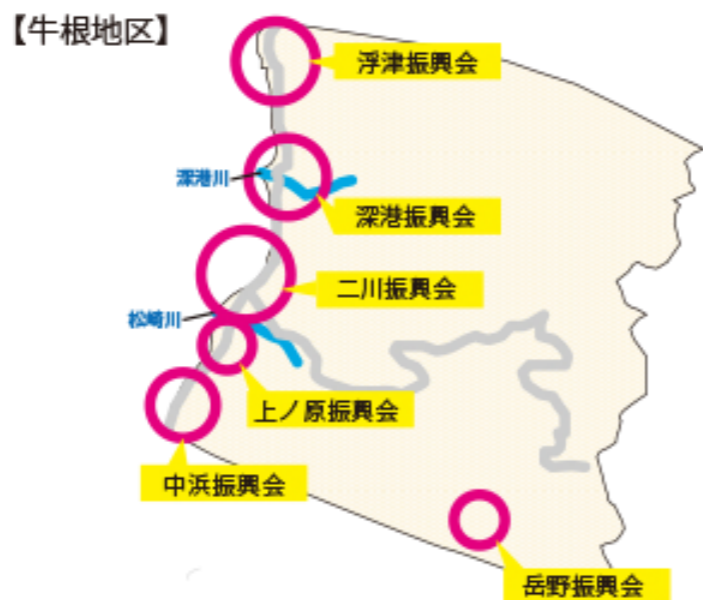 【牛根地区】
浮津振興会
深港川
深港振興会
二川振興会
松崎川
上ノ原振興会
中浜振興会
岳野振興会